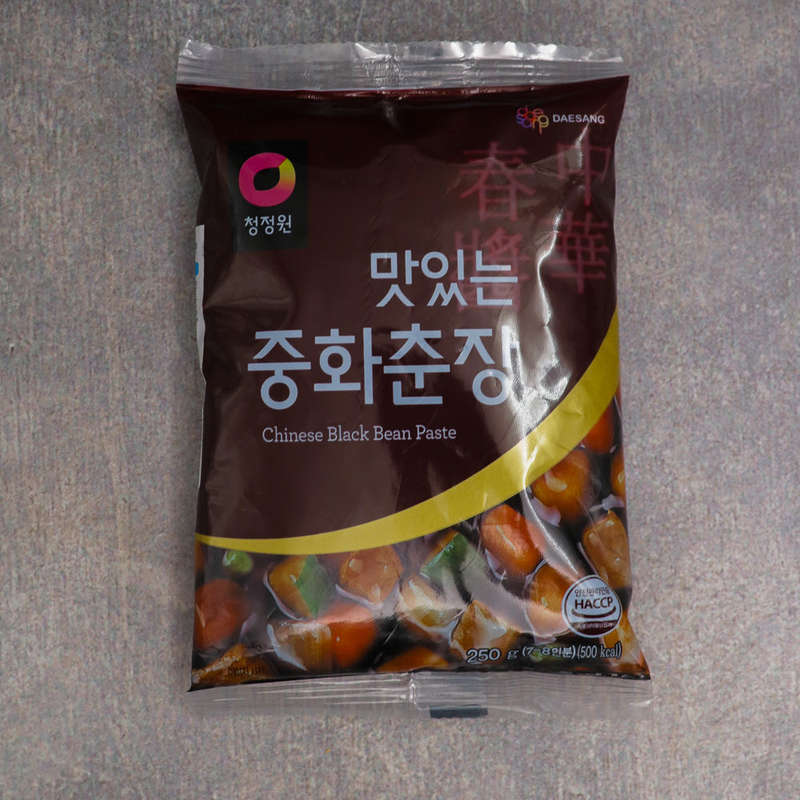 daesang DAESANG
中華
春醬
청정원
맛있는
중화춘장
Chinese Black Bean Paste
HACCP
250 g (7~8인분)(500 kcal)